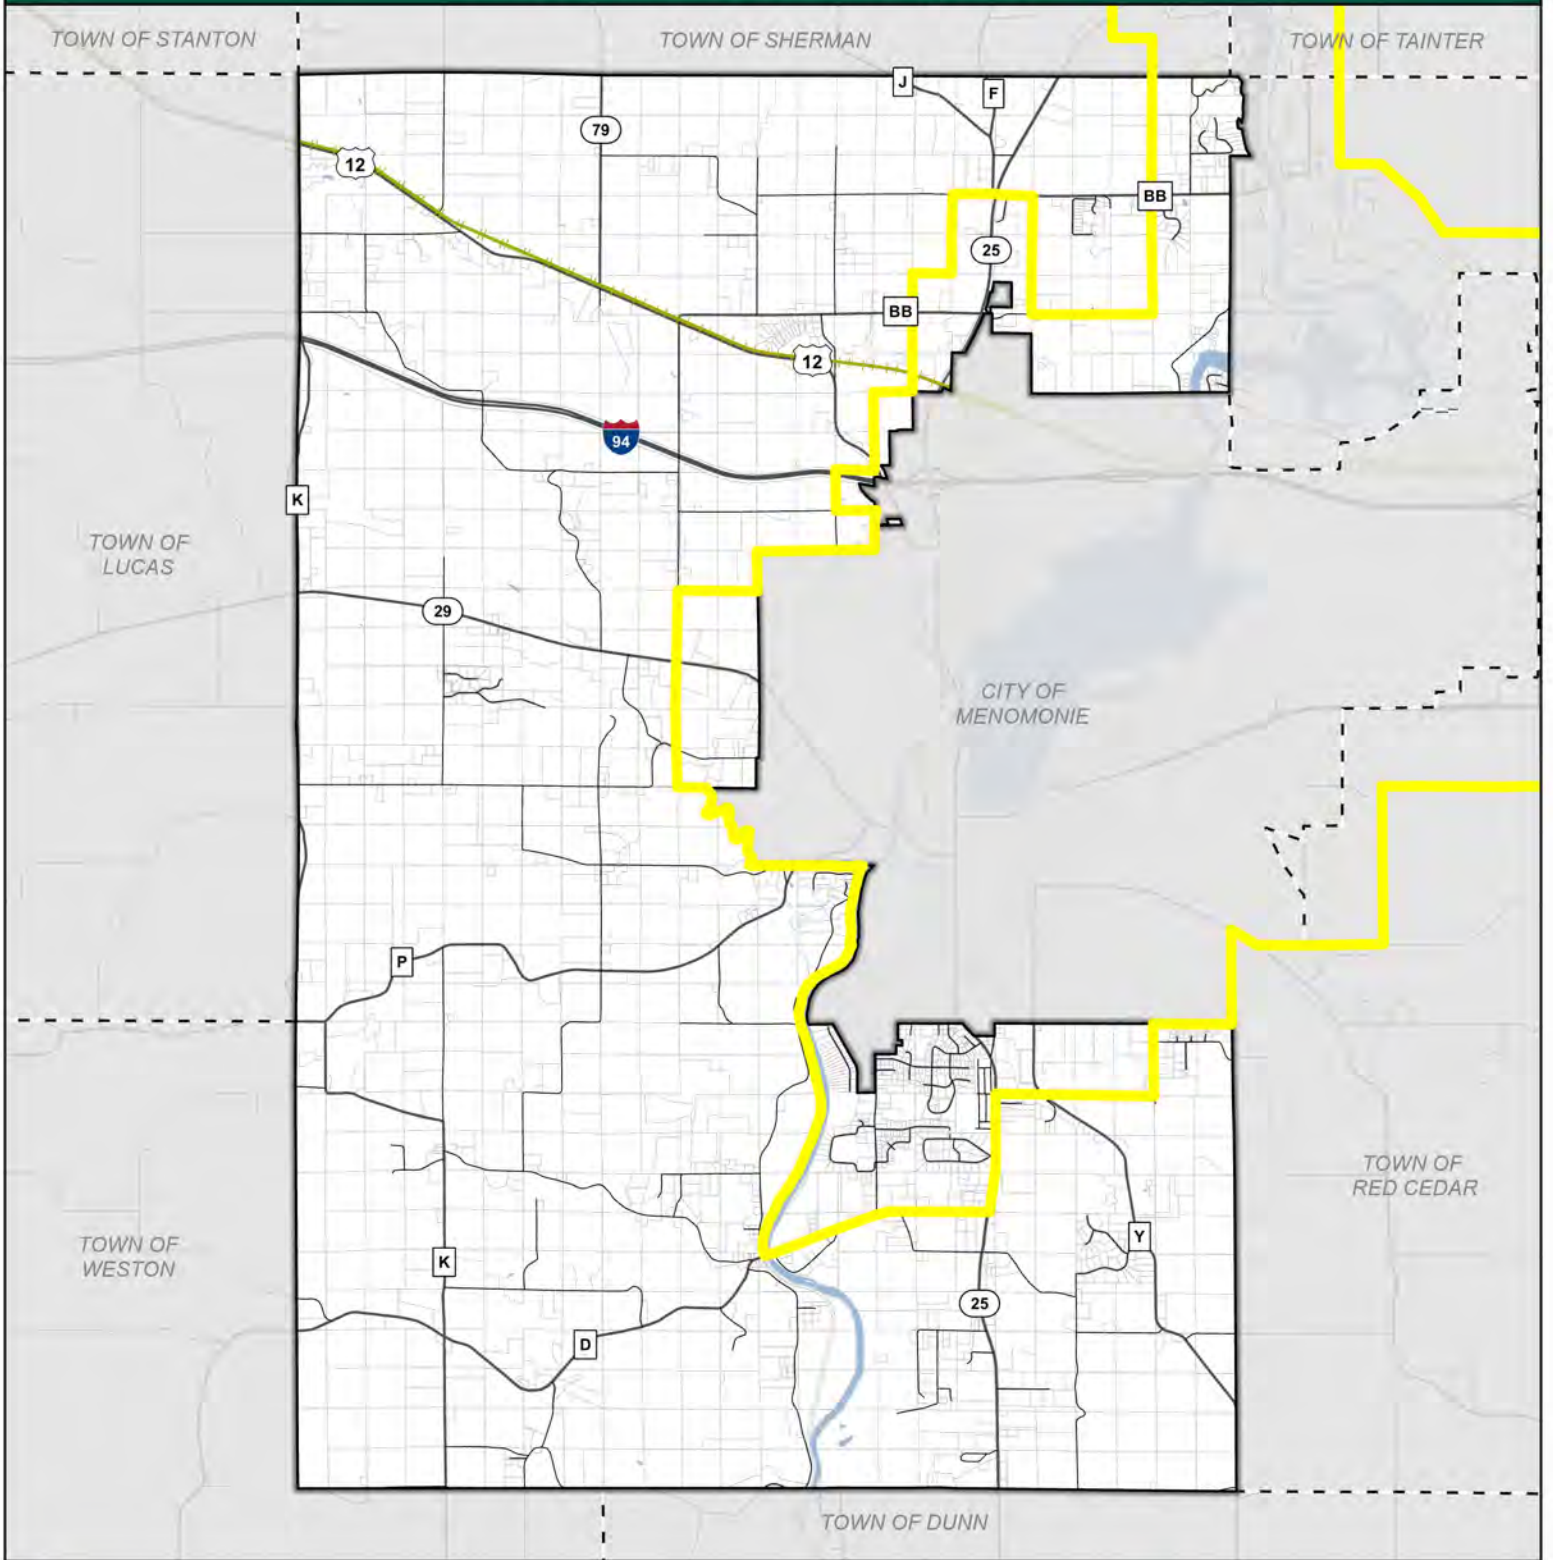 TOWN OF STANTON
TOWN OF SHERMAN
TOWN OF TAINTER
J
F
79
12
BB
25
BB
12
94
K
TOWN OF
LUCAS
29
CITY OF
MENOMONIE
P
TOWN OF
RED CEDAR
Y
TOWN OF
WESTON
K
25
D
TOWN OF DUNN